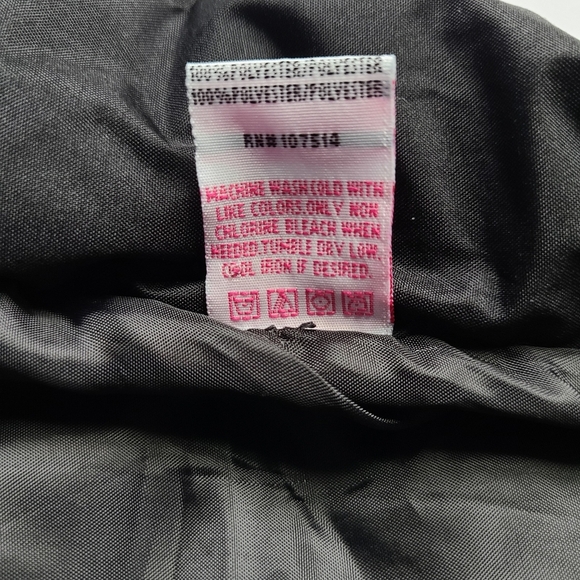 100%POLYESTER/POLYESTER
100%POLYESTER/POLYESTER
RN#107514
MACHINE WASH COLD WITH
LIKE COLORS.ONLY NON
CHLORINE BLEACH WHEN
NEEDED.TUMBLE DRY LOW.
COOL IRON IF DESIRED.